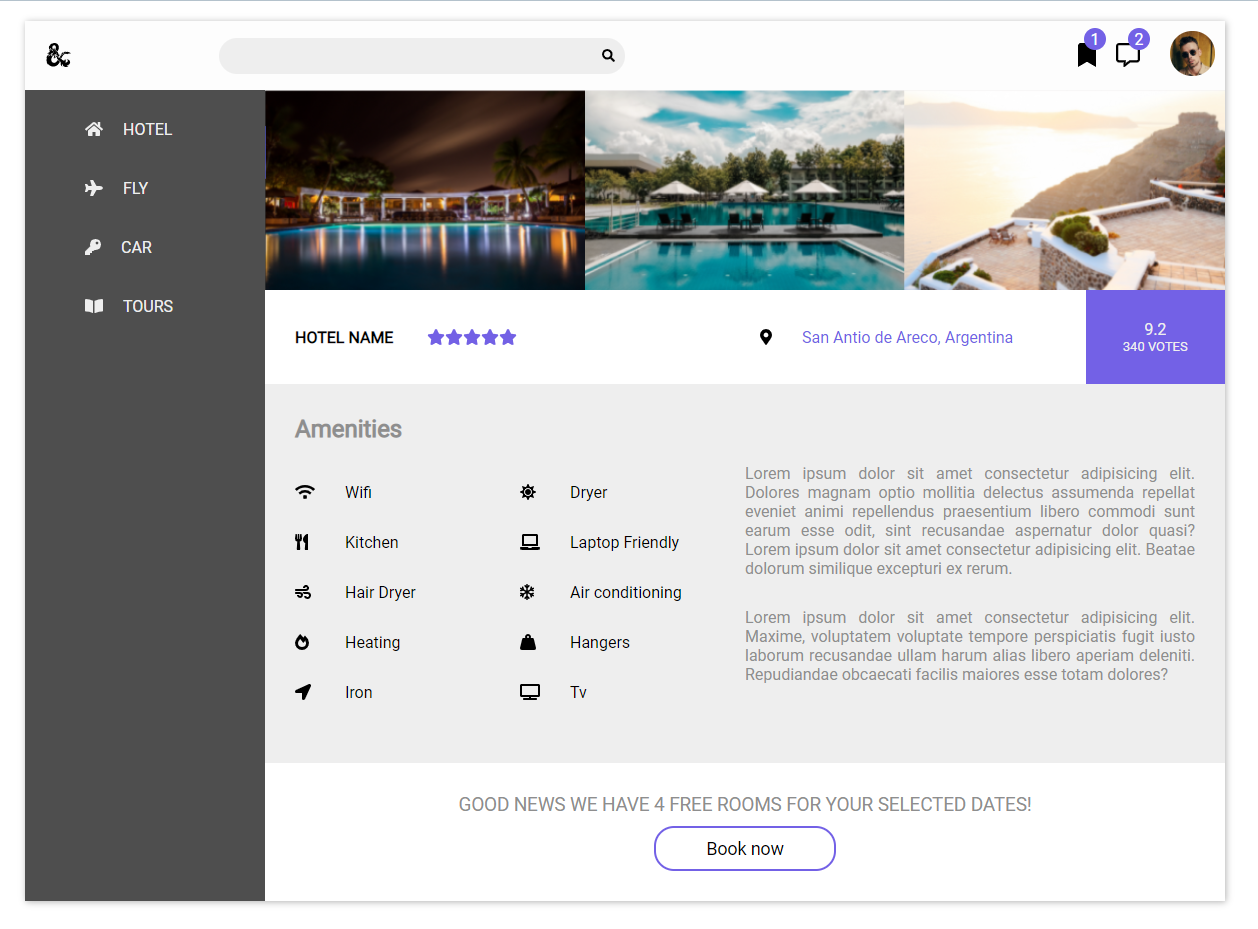 &
1
2
HOTEL
FLY
CAR
TOURS
HOTEL NAME
San Antio de Areco, Argentina
9.2
340 VOTES
Amenities
Wifi
Dryer
Kitchen
Laptop Friendly
Hair Dryer
Air conditioning
Heating
Hangers
Iron
Tv
Lorem ipsum dolor sit amet consectetur adipisicing elit.
Dolores magnam optio mollitia delectus assumenda repellat
eveniet animi repellendus praesentium libero commodi sunt
earum esse odit, sint recusandae aspernatur dolor quasi?
Lorem ipsum dolor sit amet consectetur adipisicing elit. Beatae
dolorum similique excepturi ex rerum.
Lorem ipsum dolor sit amet consectetur adipisicing elit.
Maxime, voluptatem voluptate tempore perspiciatis fugit iusto
laborum recusandae ullam harum alias libero aperiam deleniti.
Repudiandae obcaecati facilis maiores esse totam dolores?
GOOD NEWS WE HAVE 4 FREE ROOMS FOR YOUR SELECTED DATES!
Book now